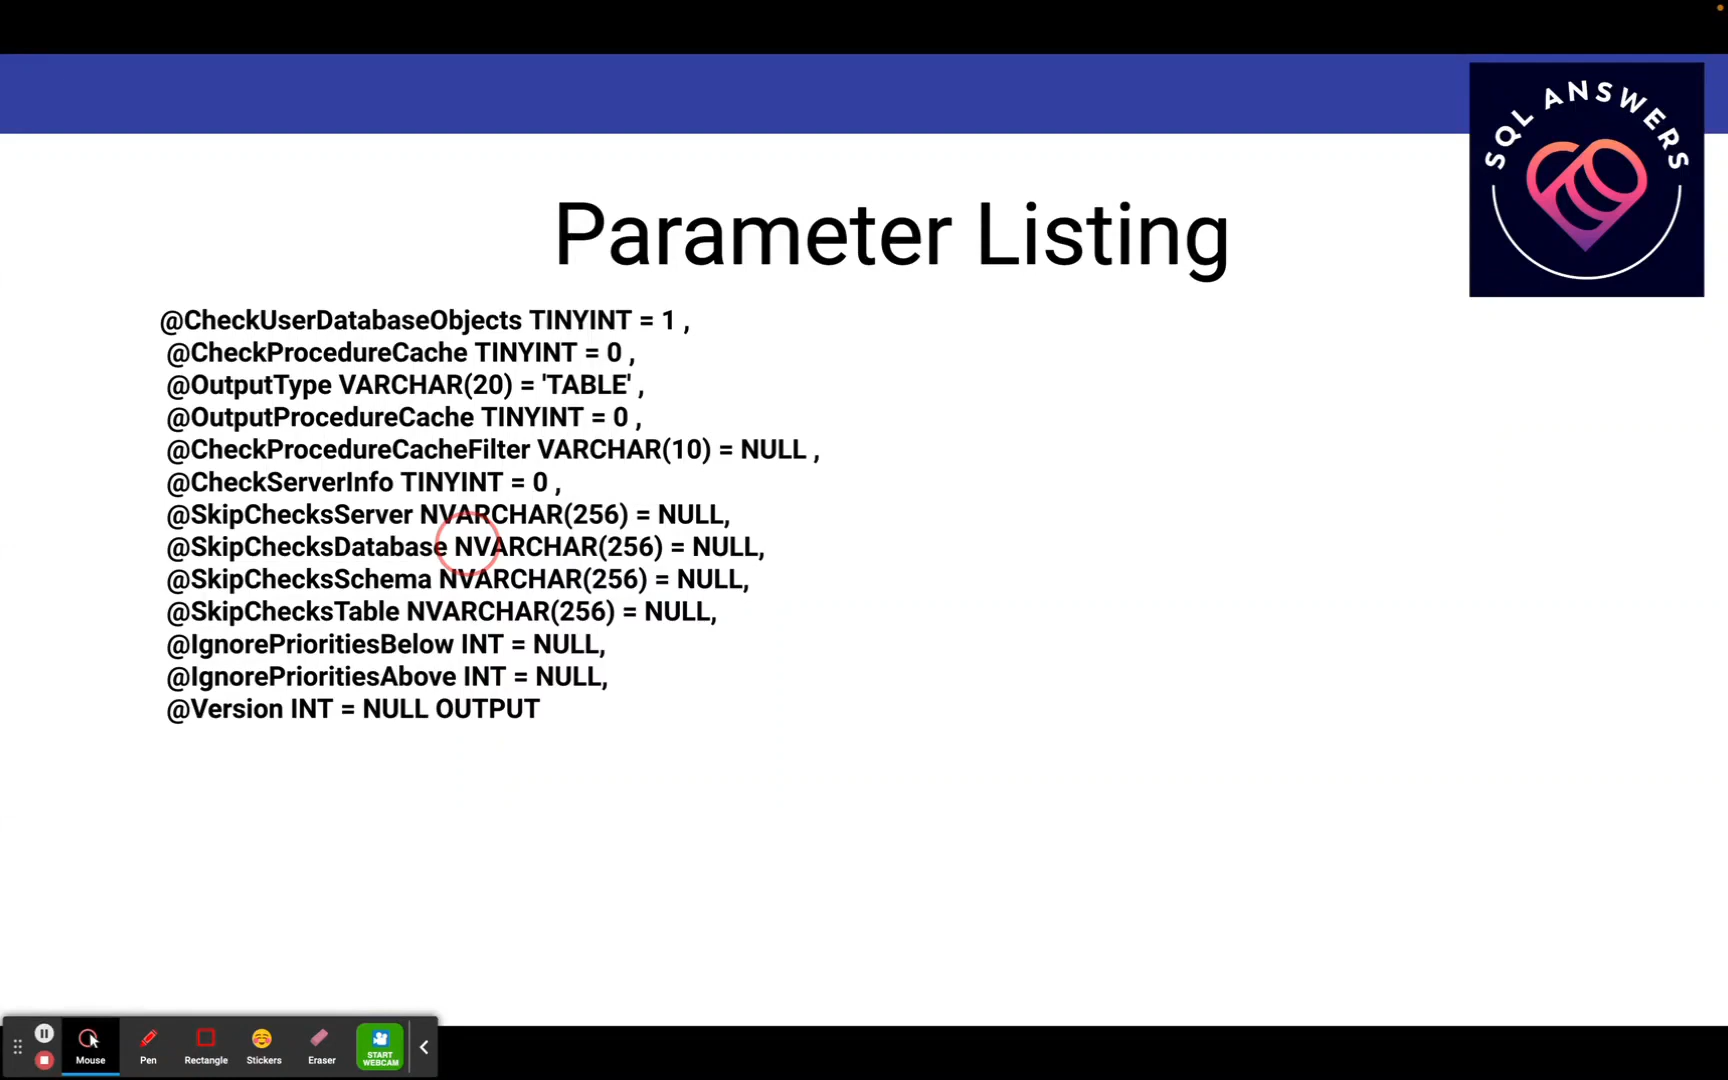 SQL ANSWERS
Parameter Listing
@CheckUserDatabaseObjects TINYINT = 1 ,
@CheckProcedureCache TINYINT = 0 ,
@OutputType VARCHAR(20) = 'TABLE' ,
@OutputProcedureCache TINYINT = 0 ,
@CheckProcedureCacheFilter VARCHAR(10) = NULL ,
@CheckServerInfo TINYINT = 0 ,
@SkipChecksServer NVARCHAR(256) = NULL,
@SkipChecksDatabase NVARCHAR(256) = NULL,
@SkipChecksSchema NVARCHAR(256) = NULL,
@SkipChecksTable NVARCHAR(256) = NULL,
@IgnorePrioritiesBelow INT = NULL,
@IgnorePrioritiesAbove INT = NULL,
@Version INT = NULL OUTPUT
Mouse
Pen
Rectangle
Stickers
Eraser
START
WEBCAM